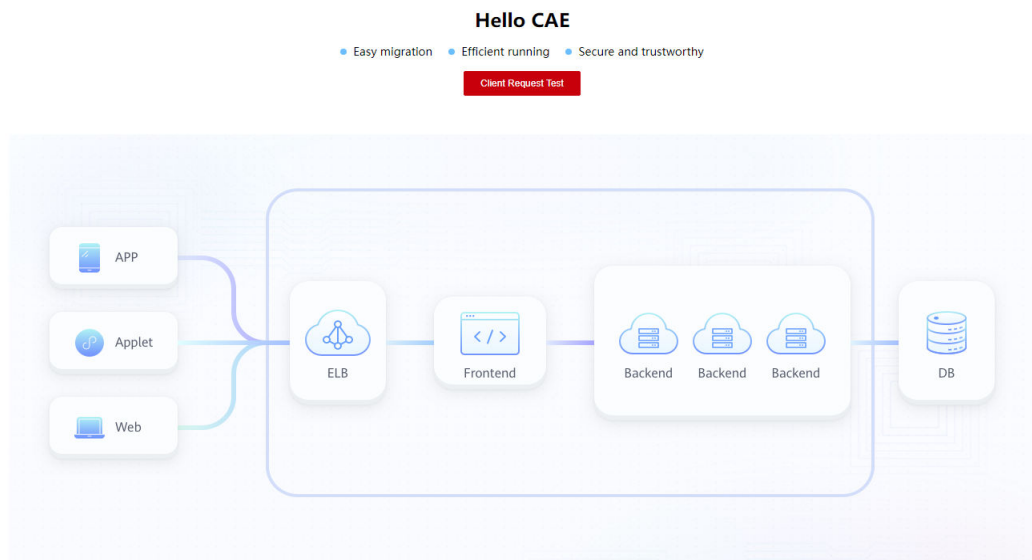 Hello CAE
Easy migration Efficient running Secure and trustworthy
Client Request Test
APP
Applet
Web
ELB
Frontend
Backend Backend Backend
DB